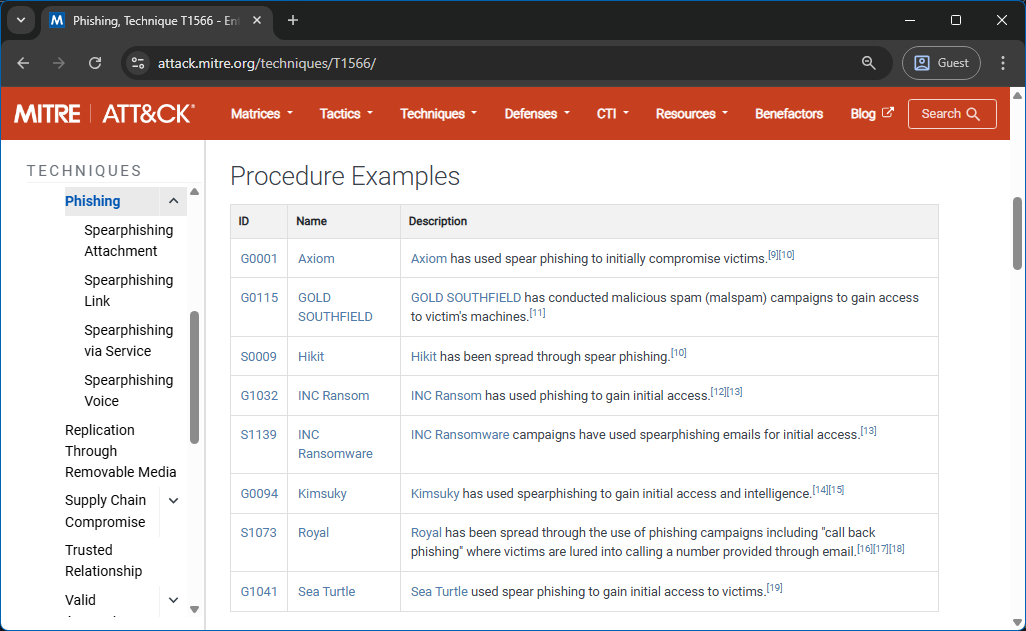 Phishing, Technique T1566 - Ent
attack.mitre.org/techniques/T1566/
Guest
MITRE | ATT&CK®
Matrices
Tactics
Techniques
Defenses
CTI
Resources
Benefactors
Blog
Search
TECHNIQUES
Phishing
Spearphishing
Attachment
Spearphishing
Link
Spearphishing
via Service
Spearphishing
Voice
Replication
Through
Removable Media
Supply Chain
Compromise
Trusted
Relationship
Valid
Procedure Examples
ID Name Description
G0001 Axiom Axiom has used spear phishing to initially compromise victims.[9][10]
G0115 GOLD SOUTHFIELD GOLD SOUTHFIELD has conducted malicious spam (malspam) campaigns to gain access
to victim's machines.[11]
S0009 Hikit Hikit has been spread through spear phishing.[10]
G1032 INC Ransom INC Ransom has used phishing to gain initial access.[12][13]
S1139 INC Ransomware INC Ransomware campaigns have used spearphishing emails for initial access.[13]
G0094 Kimsuky Kimsuky has used spearphishing to gain initial access and intelligence.[14][15]
S1073 Royal Royal has been spread through the use of phishing campaigns including "call back
phishing" where victims are lured into calling a number provided through email.[16][17][18]
G1041 Sea Turtle Sea Turtle used spear phishing to gain initial access to victims.[19]